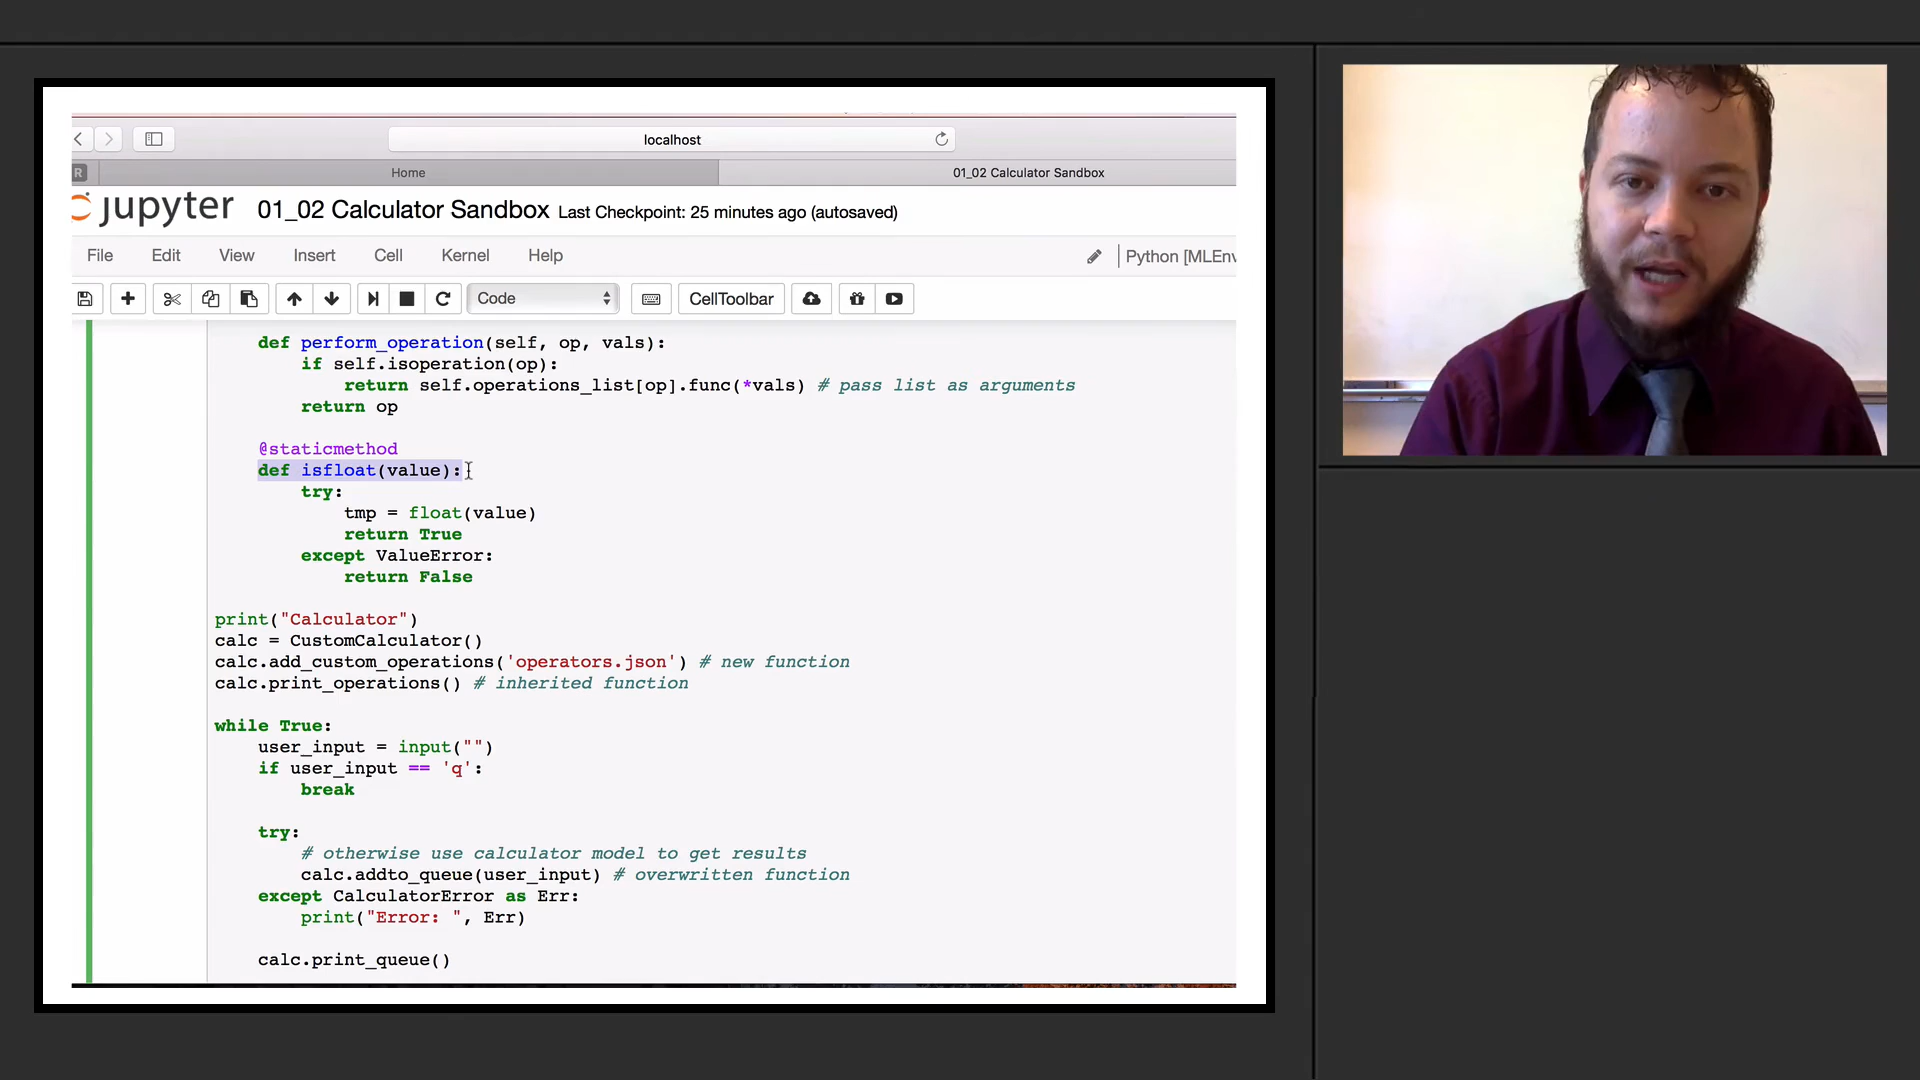 localhost
R
Home
01_02 Calculator Sandbox
jupyter 01_02 Calculator Sandbox Last Checkpoint: 25 minutes ago (autosaved)
File Edit View Insert Cell Kernel Help Python [MLEnv
Code CellToolbar
def perform_operation(self, op, vals):
if self.isoperation(op):
return self.operations_list[op].func(*vals) # pass list as arguments
return op
@staticmethod
def isfloat(value):
try:
tmp = float(value)
return True
except ValueError:
return False
print("Calculator")
calc = CustomCalculator()
calc.add_custom_operations('operators.json') # new function
calc.print_operations() # inherited function
while True:
user_input = input("")
if user_input == 'q':
break
try:
# otherwise use calculator model to get results
calc.addto_queue(user_input) # overwritten function
except CalculatorError as Err:
print("Error: ", Err)
calc.print_queue()